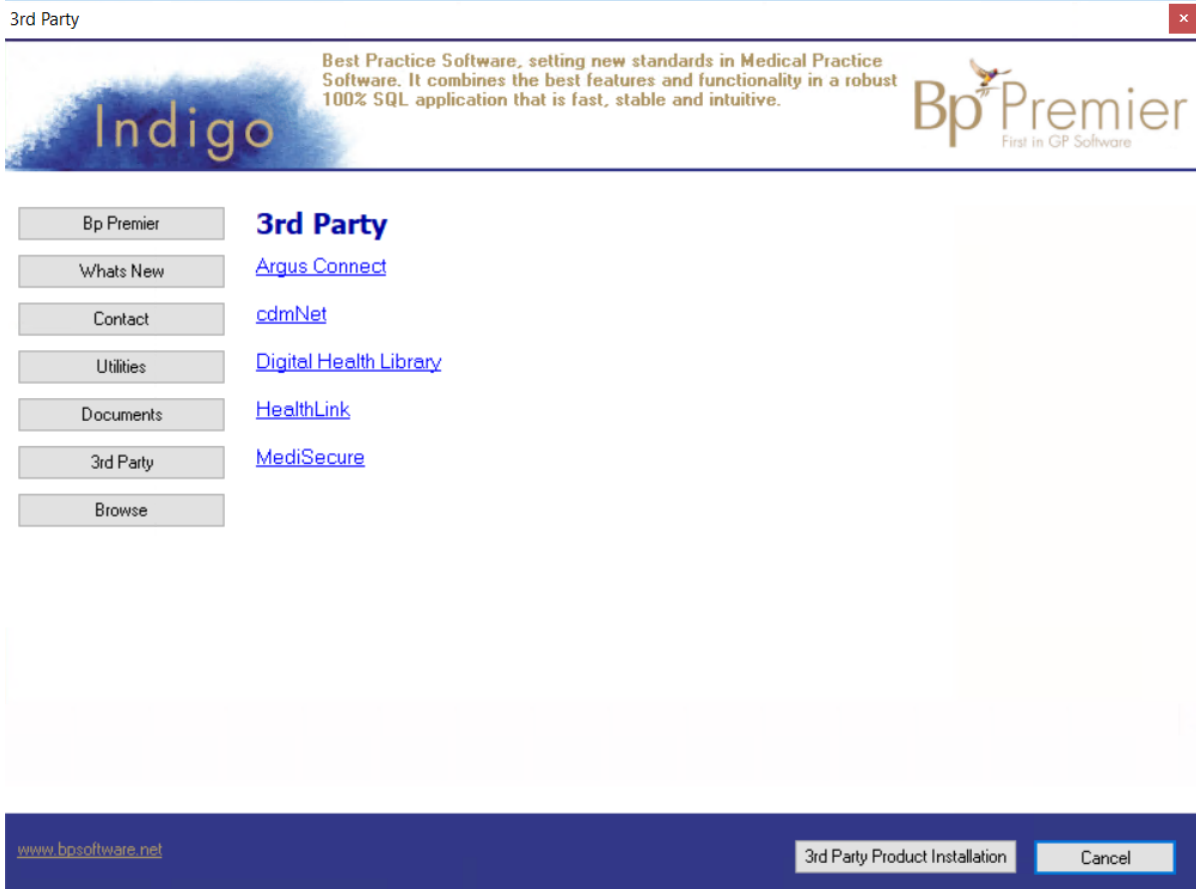 3rd Party
Best Practice Software, setting new standards in Medical Practice
Software. It combines the best features and functionality in a robust
100% SQL application that is fast, stable and intuitive.
Indigo
Bp Premier
First in GP Software
Bp Premier
3rd Party
Whats New
Argus Connect
Contact
cdmNet
Utilities
Digital Health Library
Documents
HealthLink
3rd Party
MediSecure
Browse
www.bpsoftware.net
3rd Party Product Installation
Cancel